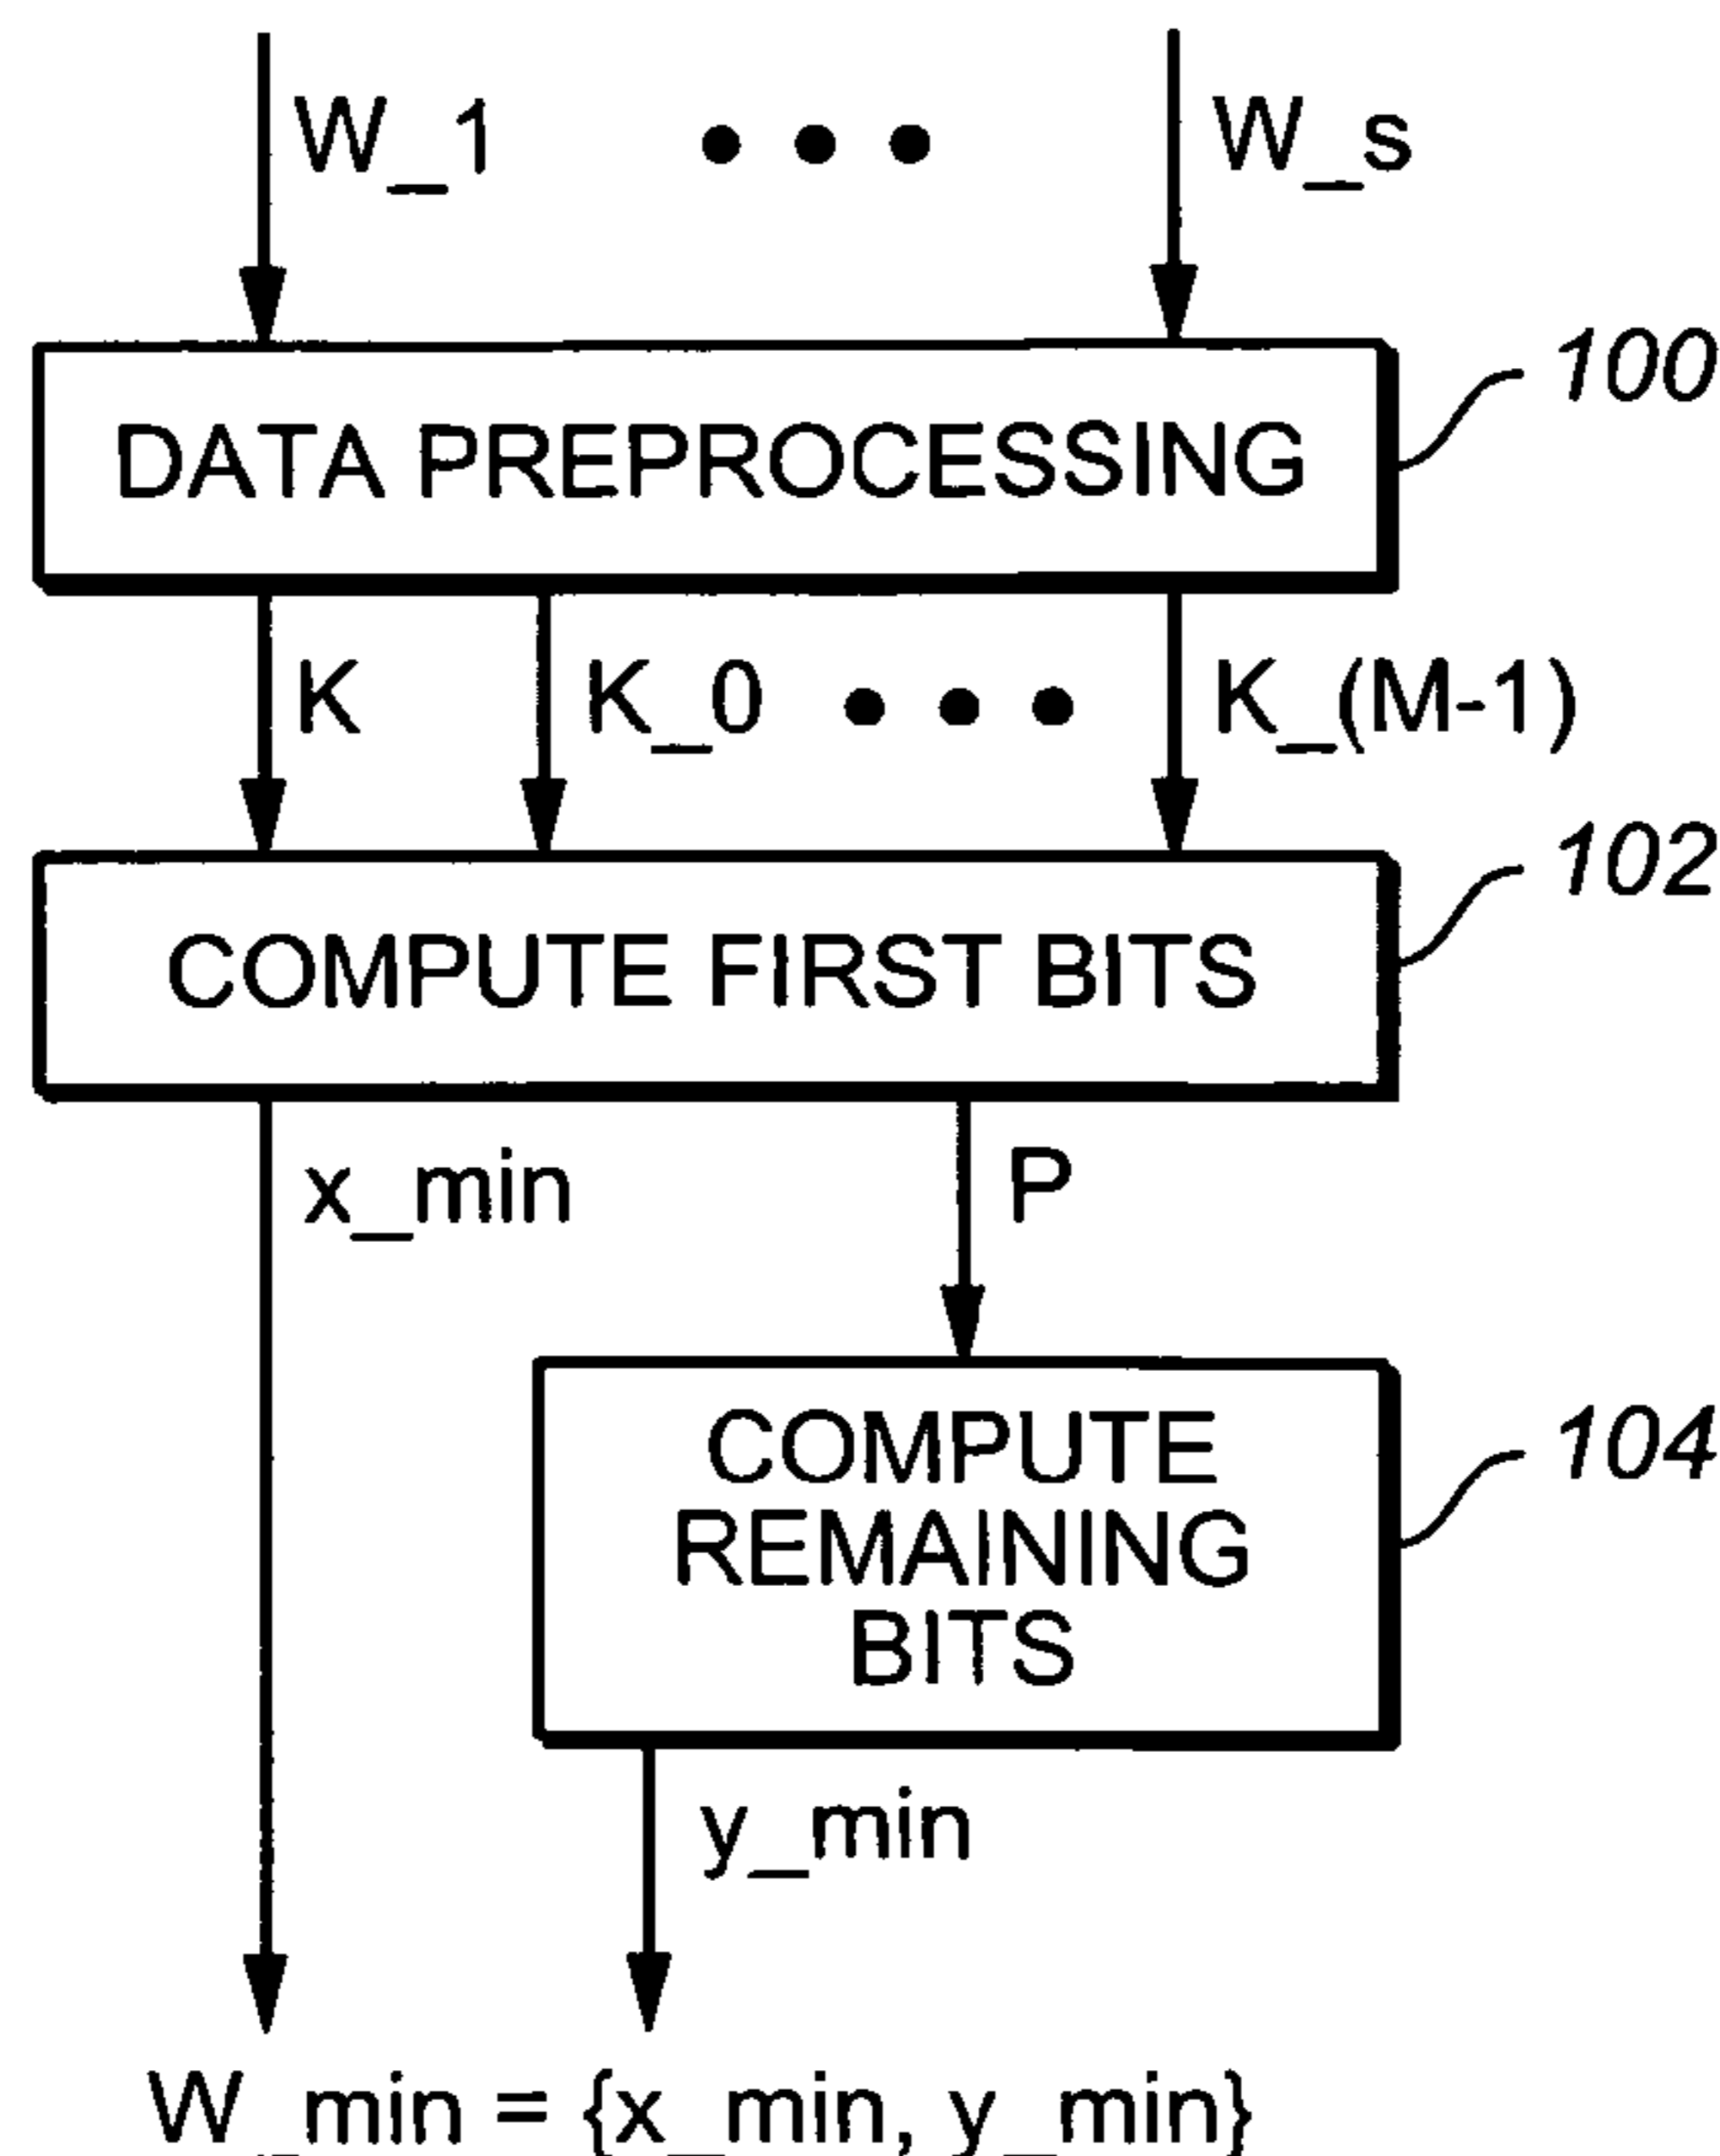 W_1 ••• W_s
100
DATA PREPROCESSING
K K_0 ••• K_(M-1)
102
COMPUTE FIRST BITS
x_min P
COMPUTE
104
REMAINING
BITS
y_min
W_min = {x_min, y_min}